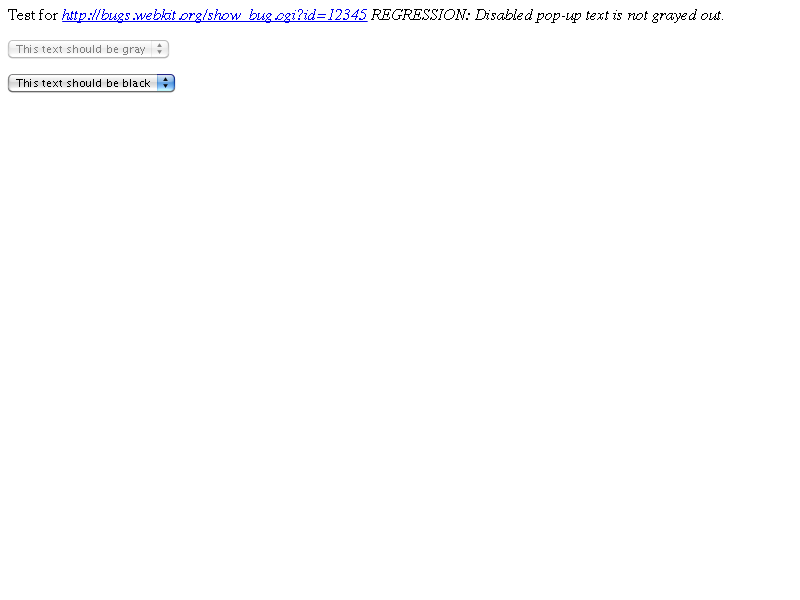 Test for http://bugs.webkit.org/show_bug.cgi?id=12345 REGRESSION: Disabled pop-up text is not grayed out.
This text should be gray
This text should be black